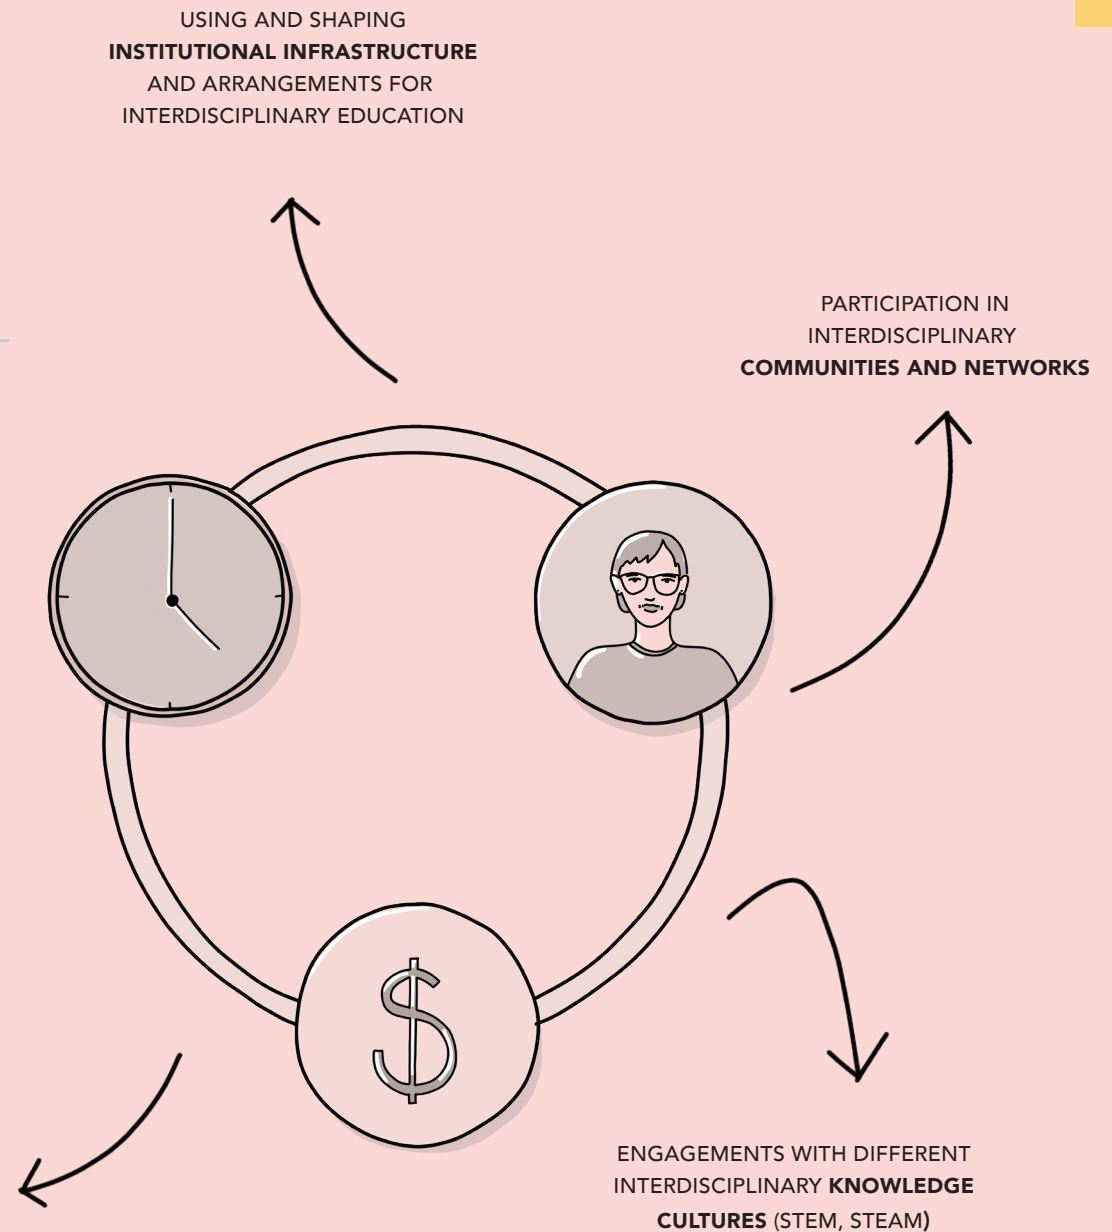 USING AND SHAPING
INSTITUTIONAL INFRASTRUCTURE
AND ARRANGEMENTS FOR
INTERDISCIPLINARY EDUCATION
PARTICIPATION IN
INTERDISCIPLINARY
COMMUNITIES AND NETWORKS
$
ENGAGEMENTS WITH DIFFERENT
INTERDISCIPLINARY KNOWLEDGE
CULTURES (STEM, STEAM)